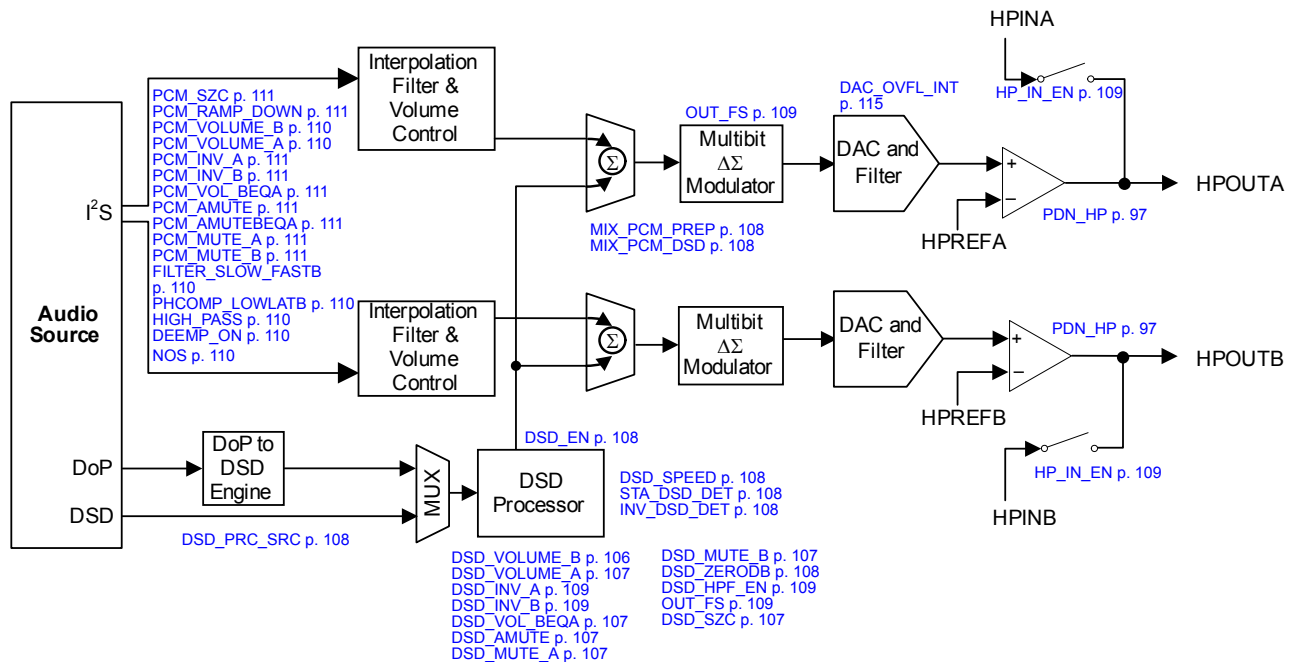 HPINA
HP_IN_EN p. 109
Interpolation
Filter &
Volume
Control
PCM_SZC p. 111
PCM_RAMP_DOWN p. 111
PCM_VOLUME_B p. 110
PCM_VOLUME_A p. 110
PCM_INV_A p. 111
PCM_INV_B p. 111
PCM_VOL_BEQA p. 111
PCM_AMUTE p. 111
PCM_AMUTEBEQA p. 111
PCM_MUTE_A p. 111
PCM_MUTE_B p. 111
FILTER_SLOW_FASTB
p. 110
PHCOMP_LOWLATB p. 110
HIGH_PASS p. 110
DEEMP_ON p. 110
NOS p. 110
I²S
Audio
Source
DoP
DSD
Σ
MIX_PCM_PREP p. 108
MIX_PCM_DSD p. 108
OUT_FS p. 109
Multibit
ΔΣ
Modulator
DAC_OVFL_INT
p. 115
DAC and
Filter
+
−
HPREFA
PDN_HP p. 97
HPOUTA
Interpolation
Filter &
Volume
Control
Σ
Multibit
ΔΣ
Modulator
DAC and
Filter
+
−
HPREFB
PDN_HP p. 97
HPOUTB
HP_IN_EN p. 109
HPINB
DoP to
DSD
Engine
DSD_PRC_SRC p. 108
MUX
DSD_EN p. 108
DSD
Processor
DSD_SPEED p. 108
STA_DSD_DET p. 108
INV_DSD_DET p. 108
DSD_VOLUME_B p. 106
DSD_VOLUME_A p. 107
DSD_INV_A p. 109
DSD_INV_B p. 109
DSD_VOL_BEQA p. 107
DSD_AMUTE p. 107
DSD_MUTE_A p. 107
DSD_MUTE_B p. 107
DSD_ZERODB p. 108
DSD_HPF_EN p. 109
OUT_FS p. 109
DSD_SZC p. 107